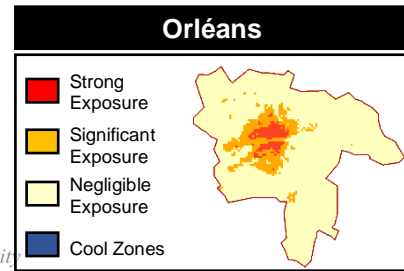 Orléans
Strong
Exposure
Significant
Exposure
Negligible
Exposure
Cool Zones